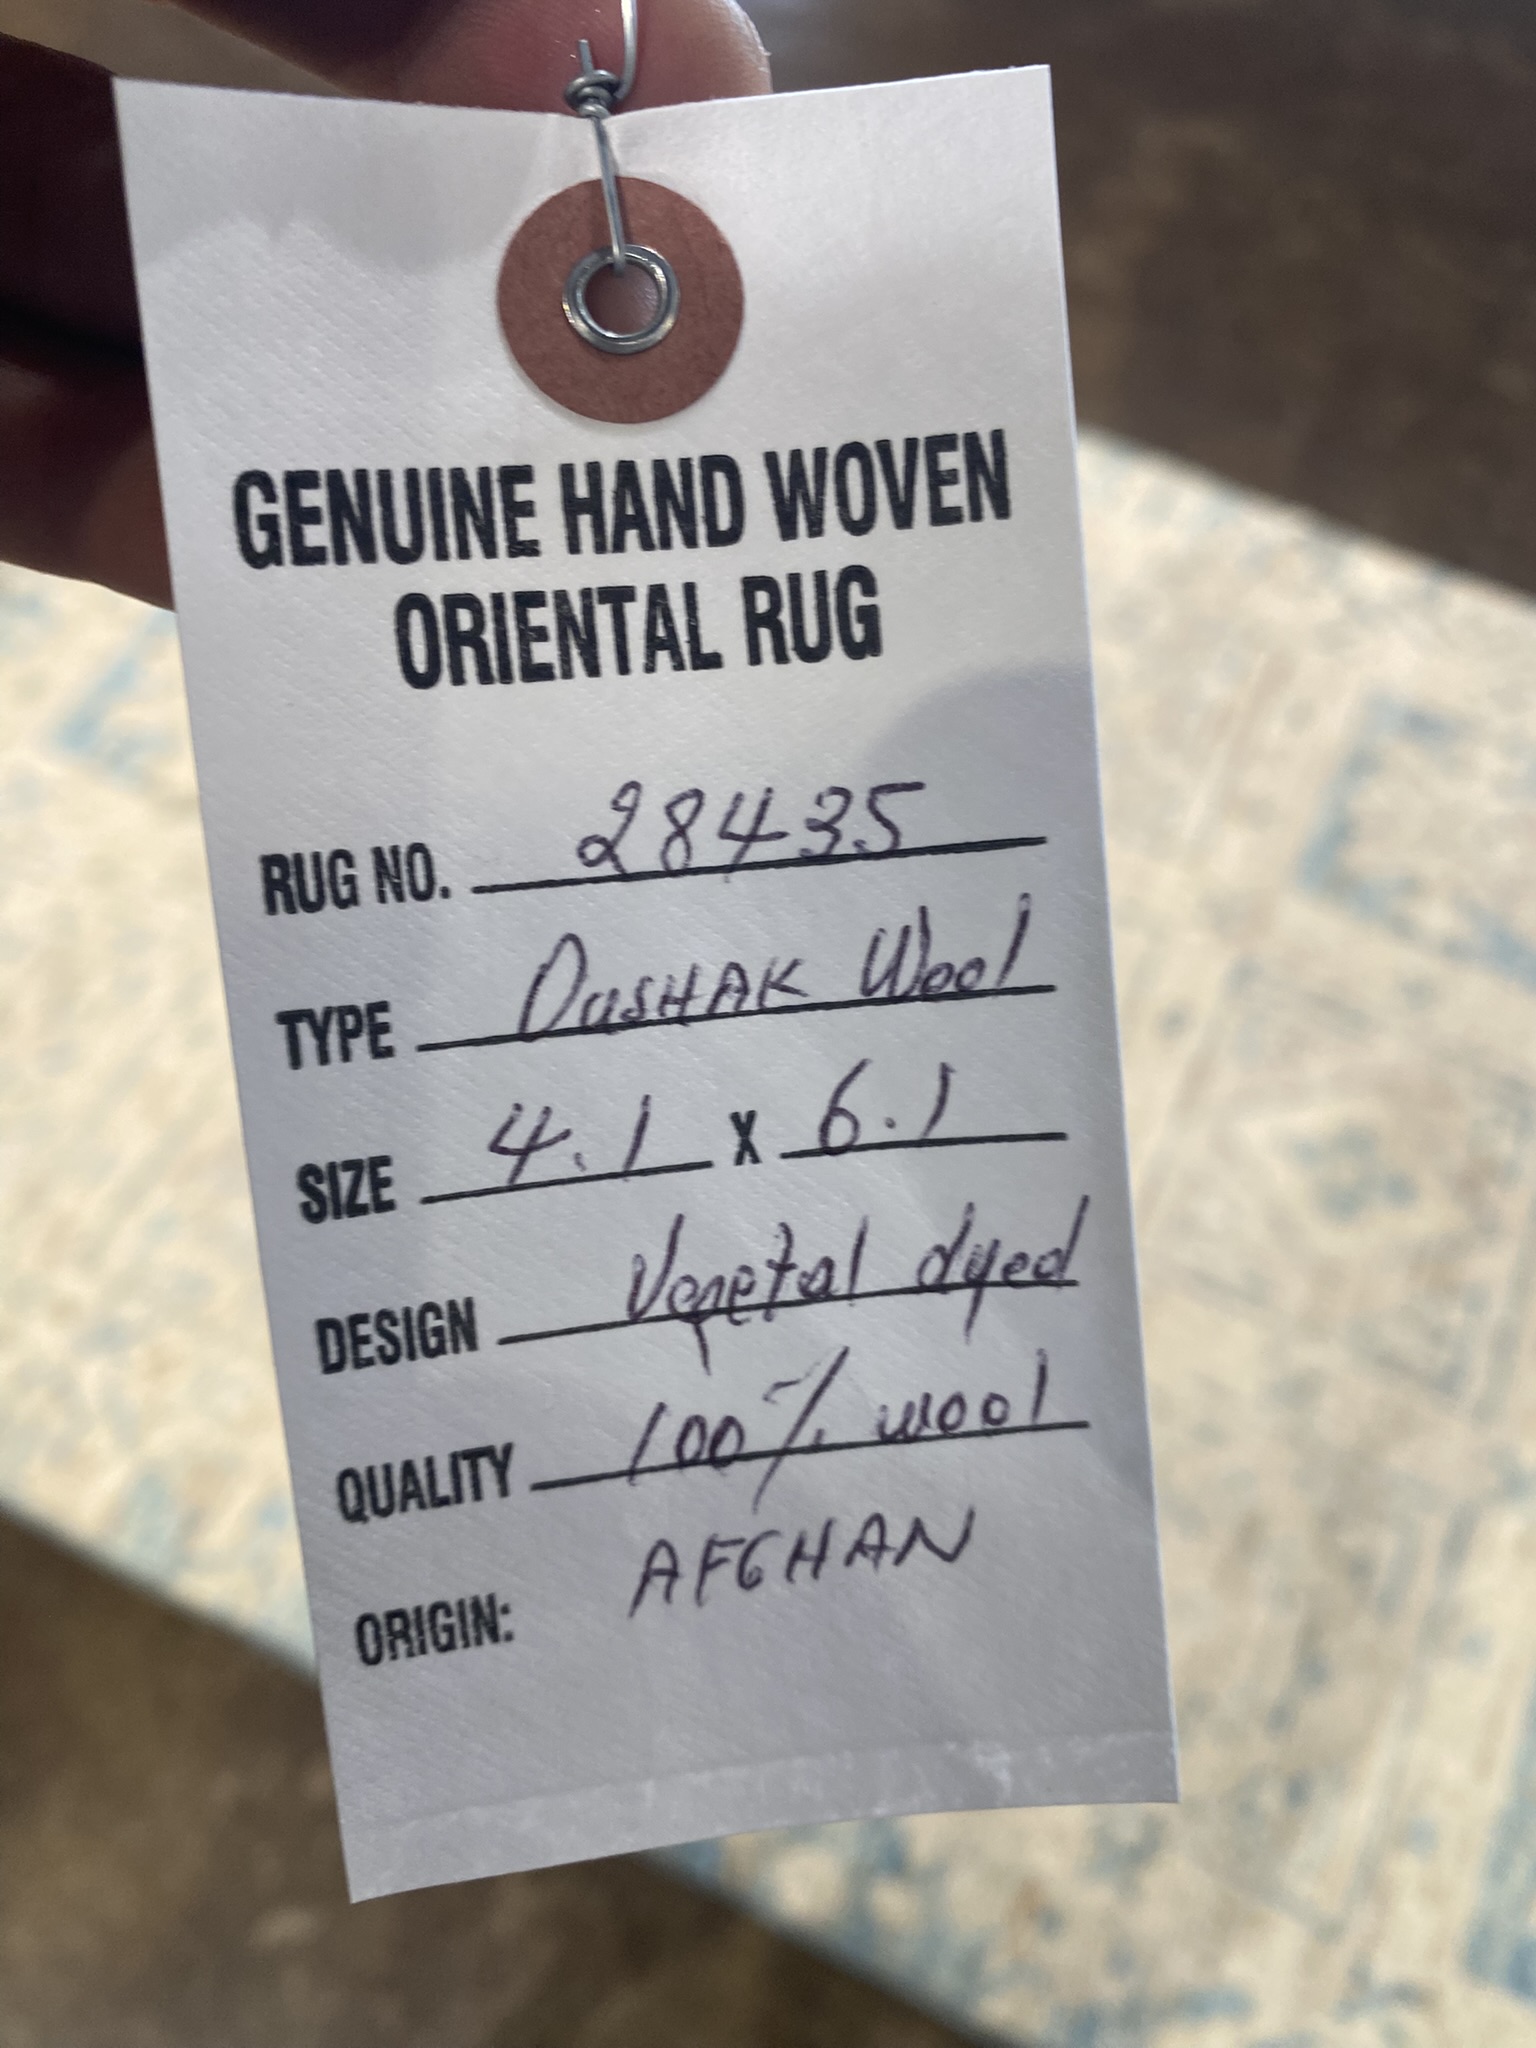 GENUINE HAND WOVEN
ORIENTAL RUG
RUG NO. 28435
TYPE OUSHAK Wool
SIZE 4.1 X 6.1
DESIGN Vegetal dyed
QUALITY 100% wool
ORIGIN: AFGHAN